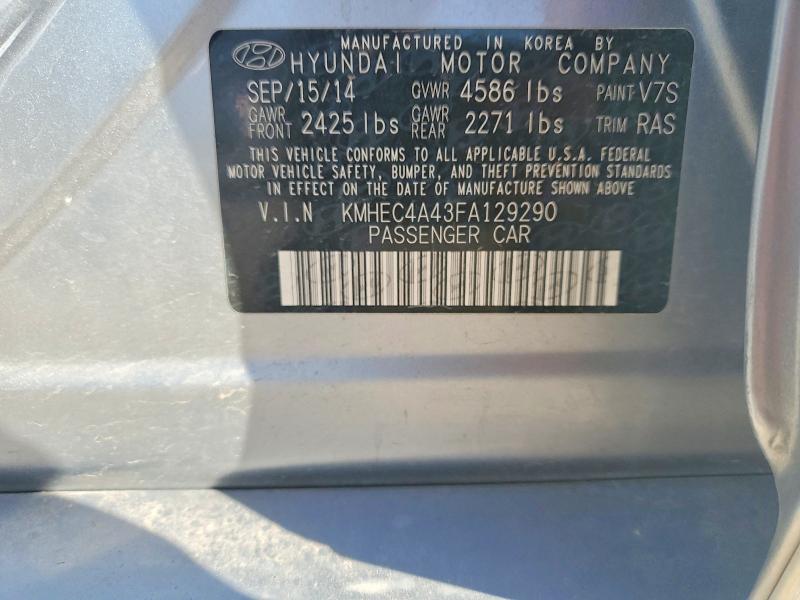 MANUFACTURED IN KOREA BY
HYUNDAI MOTOR COMPANY
SEP/15/14 GVWR 4586 lbs PAINT V7S
GAWR FRONT 2425 lbs GAWR REAR 2271 lbs TRIM RAS
THIS VEHICLE CONFORMS TO ALL APPLICABLE U.S.A. FEDERAL
MOTOR VEHICLE SAFETY, BUMPER, AND THEFT PREVENTION STANDARDS
IN EFFECT ON THE DATE OF MANUFACTURE SHOWN ABOVE
V.I.N KMHEC4A43FA129290
PASSENGER CAR